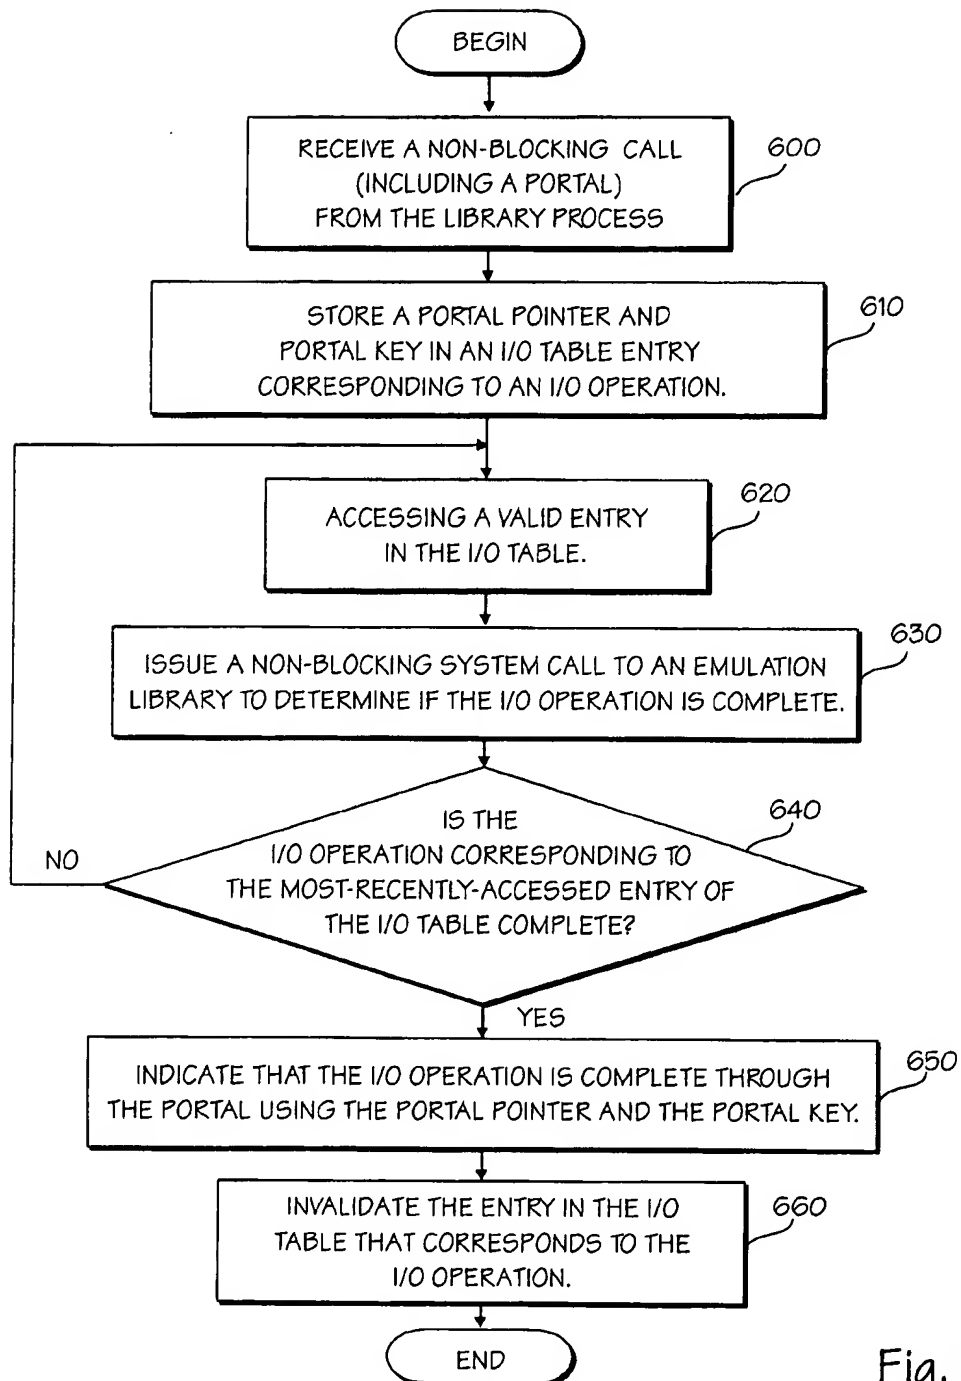 BEGIN
RECEIVE A NON-BLOCKING CALL
(INCLUDING A PORTAL)
FROM THE LIBRARY PROCESS
600
STORE A PORTAL POINTER AND
PORTAL KEY IN AN I/O TABLE ENTRY
CORRESPONDING TO AN I/O OPERATION.
610
ACCESSING A VALID ENTRY
IN THE I/O TABLE.
620
ISSUE A NON-BLOCKING SYSTEM CALL TO AN EMULATION
LIBRARY TO DETERMINE IF THE I/O OPERATION IS COMPLETE.
630
IS THE
I/O OPERATION CORRESPONDING TO
THE MOST-RECENTLY-ACCESSED ENTRY OF
THE I/O TABLE COMPLETE?
640
NO
YES
INDICATE THAT THE I/O OPERATION IS COMPLETE THROUGH
THE PORTAL USING THE PORTAL POINTER AND THE PORTAL KEY.
650
INVALIDATE THE ENTRY IN THE I/O
TABLE THAT CORRESPONDS TO THE
I/O OPERATION.
660
END
Fig.